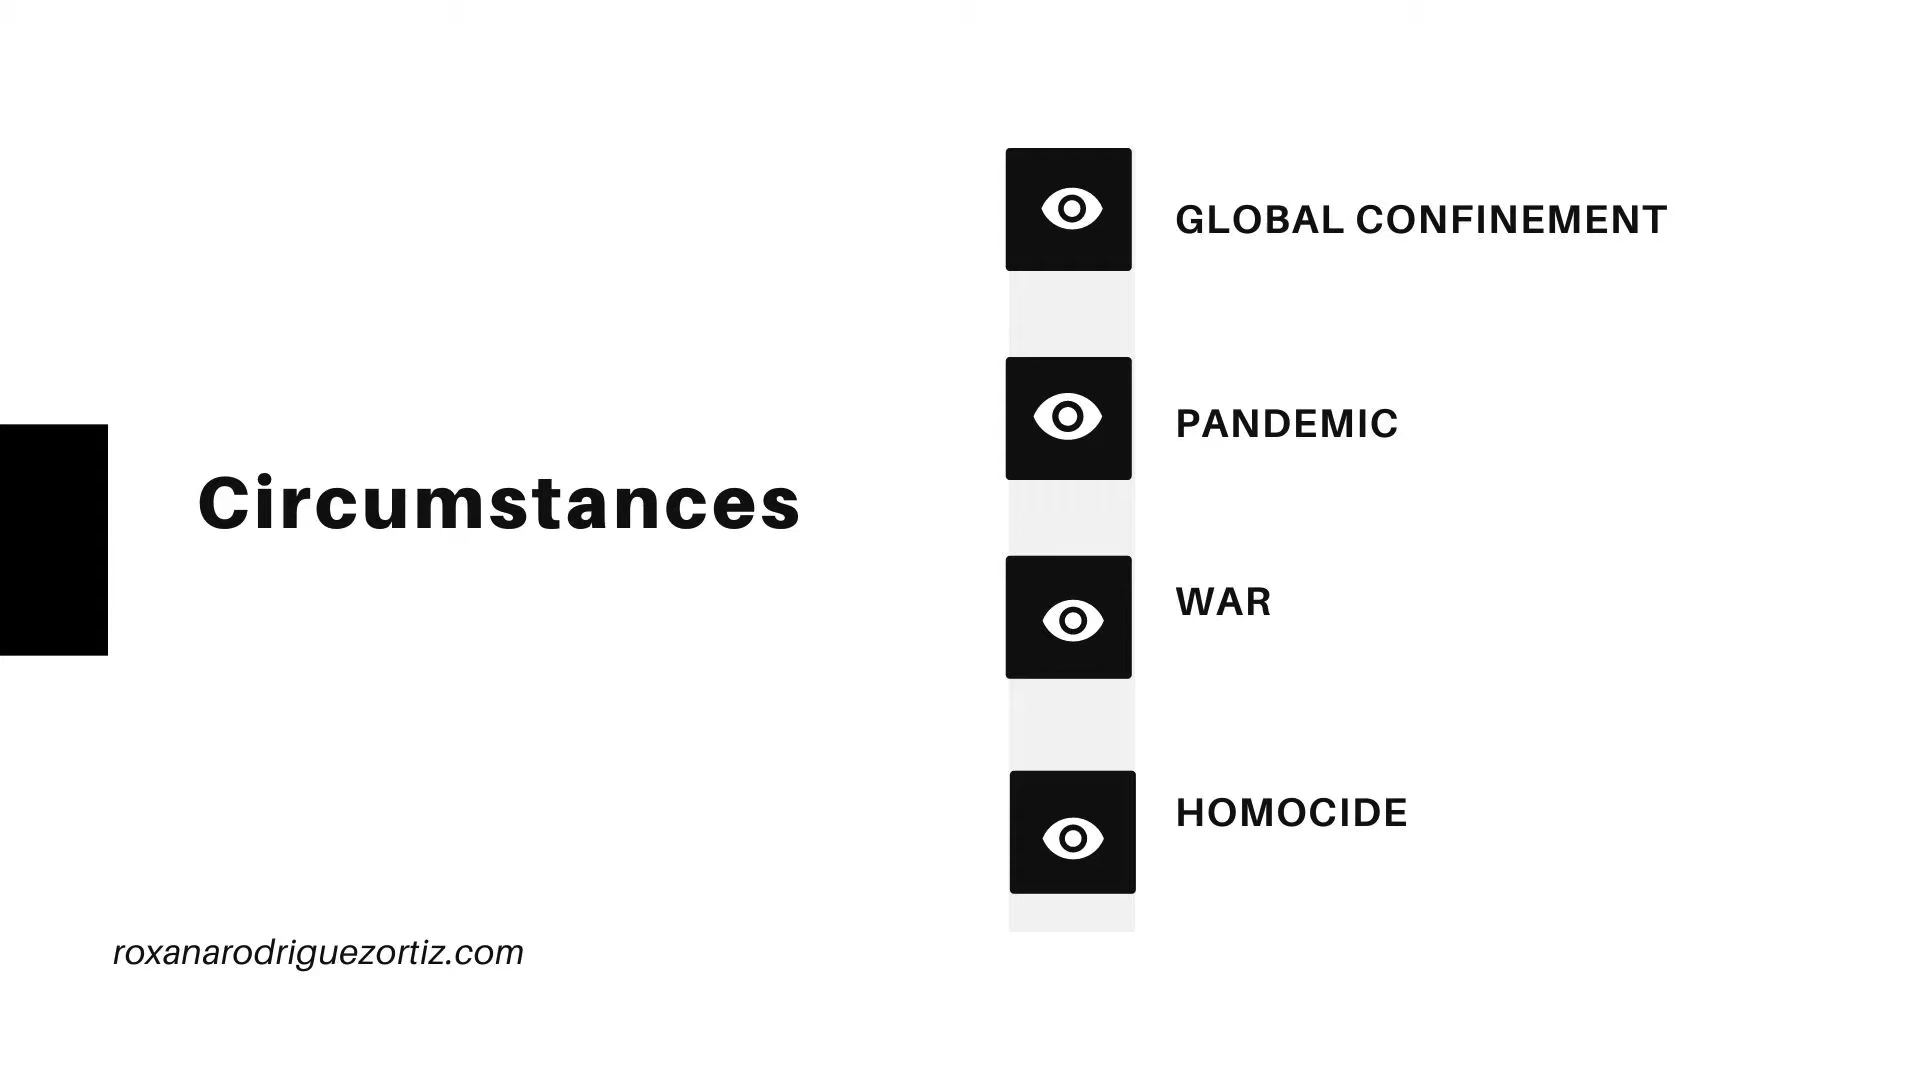 Circumstances
GLOBAL CONFINEMENT
PANDEMIC
WAR
HOMOCIDE
roxanarodriguezortiz.com